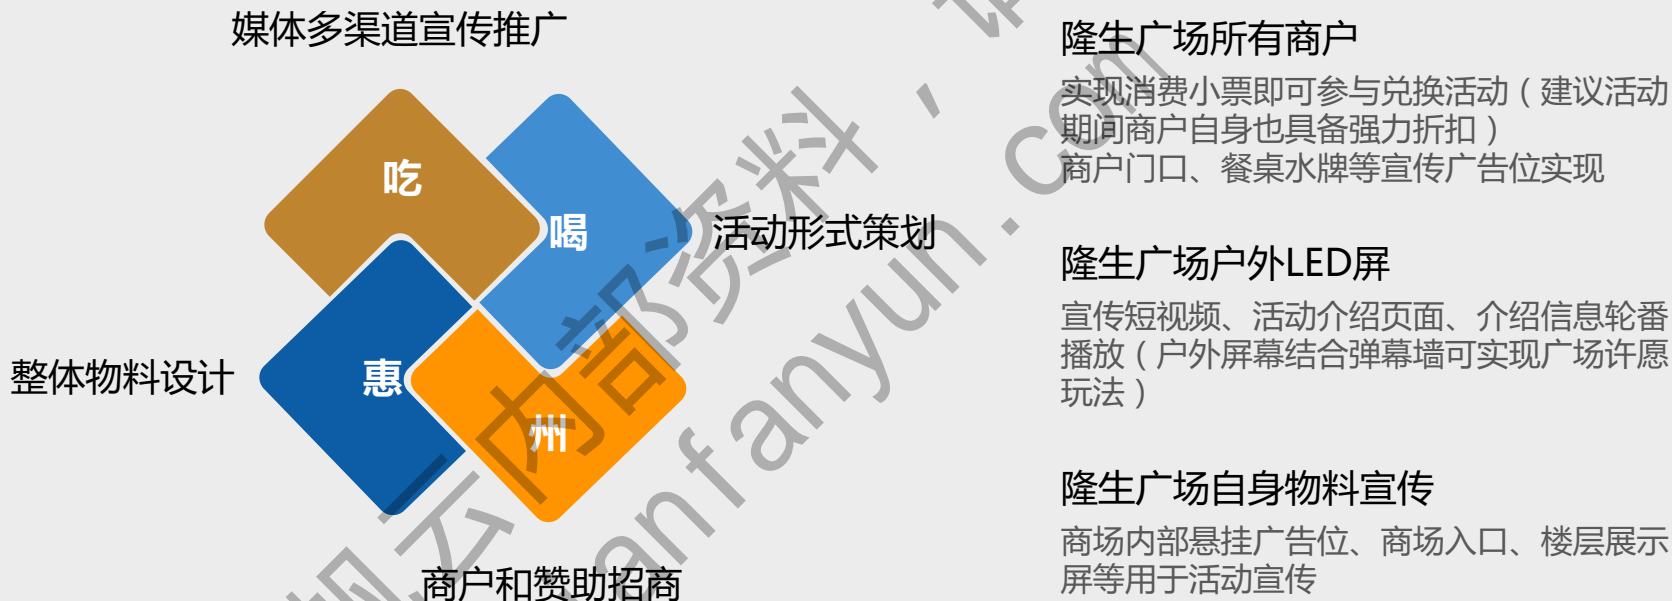 媒体多渠道宣传推广
吃
喝
活动形式策划
整体物料设计
惠
州
商户和赞助招商
隆生广场所有商户
实现消费小票即可参与兑换活动（建议活动
期间商户自身也具备强力折扣）
商户门口、餐桌水牌等宣传广告位实现
隆生广场户外LED屏
宣传短视频、活动介绍页面、介绍信息轮番
播放（户外屏幕结合弹幕墙可实现广场许愿
玩法）
隆生广场自身物料宣传
商场内部悬挂广告位、商场入口、楼层展示
屏等用于活动宣传
帆云内部资料，
anfanyun.com